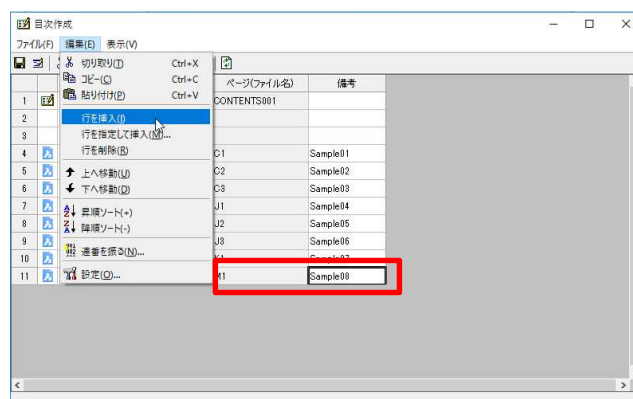 目次作成
ファイル(F) 編集(E) 表示(V)
切り取り(T) Ctrl+X
コピー(C) Ctrl+C
貼り付け(P) Ctrl+V
行を挿入(I)
行を指定して挿入(M)...
行を削除(R)
上へ移動(U)
下へ移動(D)
昇順ソート(+)
降順ソート(-)
連番を振る(N)...
設定(O)...
ページ(ファイル名) 備考
1 CONTENTS001
2
3
4 C1 Sample01
5 C2 Sample02
6 C3 Sample03
7 J1 Sample04
8 J2 Sample05
9 J3 Sample06
10 K1 Sample07
11 M1 Sample08